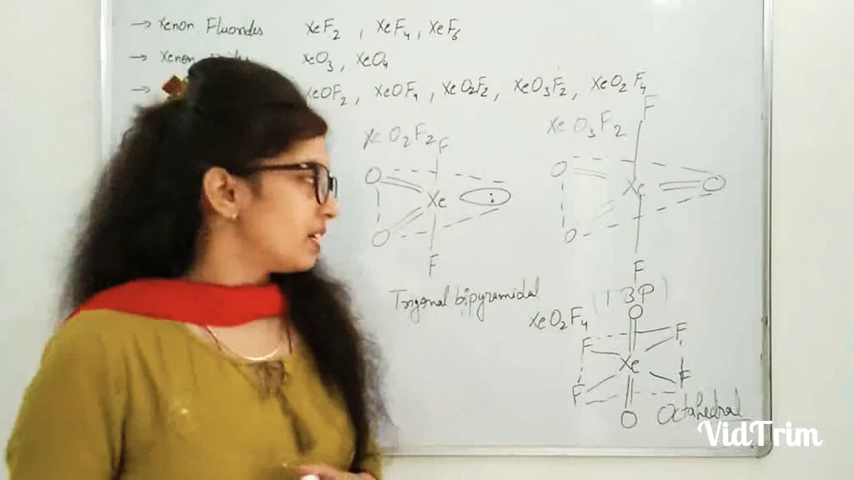 → Xenon Fluorides XeF2 , XeF4, XeF6
→ Xenon XeO3, XeO4
→ XeOF2, XeOF4, XeO2F2, XeO3F2, XeO2F4
XeO2F2
F
O
Xe :
O
F
Trigonal bipyramidal
XeO3F2
F
O
Xe O
O
F
(TBP)
XeO2F4
O
F F
Xe
F F
O
Octahedral
VidTrim